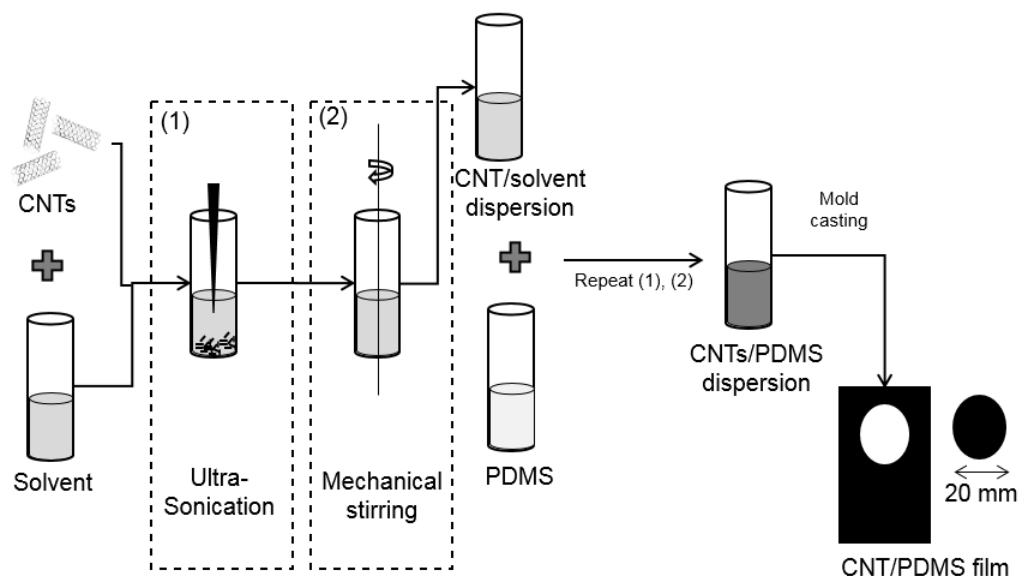 CNTs
Solvent
(1)
Ultra-
Sonication
(2)
Mechanical
stirring
CNT/solvent
dispersion
PDMS
Repeat (1), (2)
CNTs/PDMS
dispersion
Mold
casting
20 mm
CNT/PDMS film